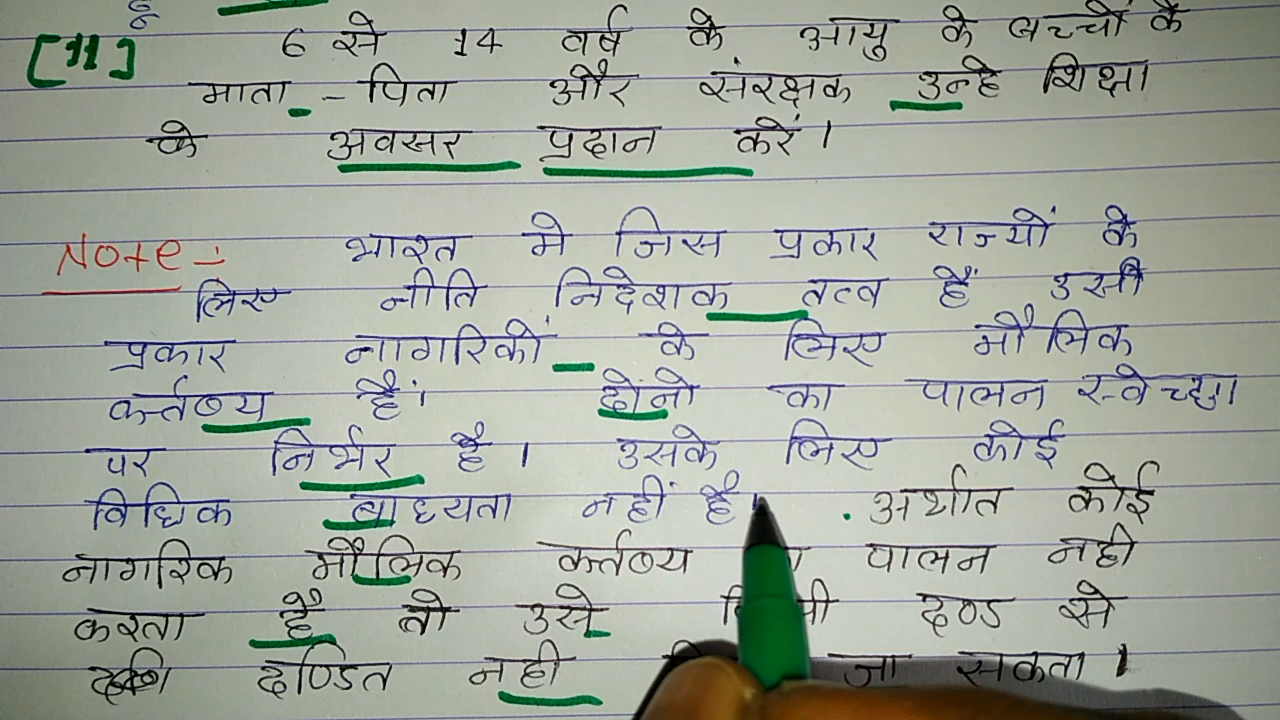 [11] 6 से 14 वर्ष के आयु के बच्चों के
माता - पिता और संरक्षक उन्हे शिक्षा
के अवसर प्रदान करें।
Note:- भारत मे जिस प्रकार राज्यों के
लिए नीति निदेशक तत्व हैं उसी
प्रकार नागरिकों के लिए मौलिक
कर्तव्य हैं। दोनो का पालन स्वेच्छा
पर निर्भर है। उसके लिए कोई
विधिक बाध्यता नहीं है। अर्थात कोई
नागरिक मौलिक कर्तव्य पालन नही
करता है तो उसे दण्ड से
दण्डित नही जा सकता।